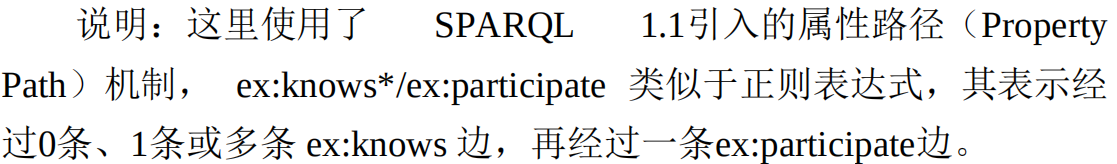 说明：这里使用了 SPARQL 1.1引入的属性路径（Property
Path）机制， ex:knows*/ex:participate 类似于正则表达式，其表示经
过0条、1条或多条 ex:knows 边，再经过一条ex:participate边。